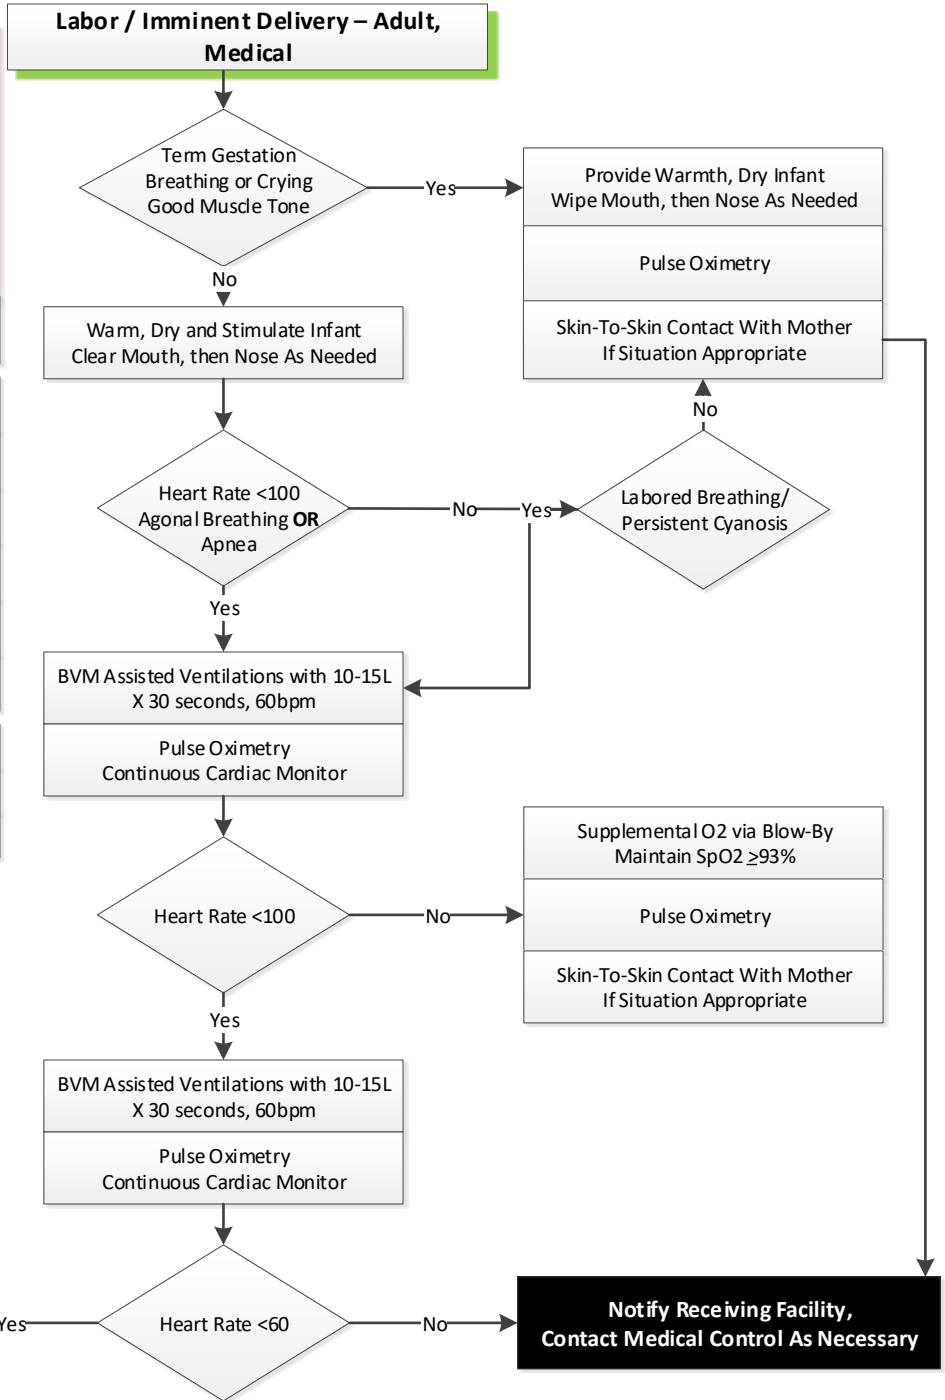 Labor / Imminent Delivery – Adult,
Medical
Term Gestation
Breathing or Crying
Good Muscle Tone
Yes
Provide Warmth, Dry Infant
Wipe Mouth, then Nose As Needed
Pulse Oximetry
Skin-To-Skin Contact With Mother
If Situation Appropriate
No
Warm, Dry and Stimulate Infant
Clear Mouth, then Nose As Needed
No
Heart Rate <100
Agonal Breathing OR
Apnea
No
Yes
Labored Breathing/
Persistent Cyanosis
Yes
BVM Assisted Ventilations with 10-15L
X 30 seconds, 60bpm
Pulse Oximetry
Continuous Cardiac Monitor
Heart Rate <100
No
Supplemental O2 via Blow-By
Maintain SpO2 ≥93%
Pulse Oximetry
Skin-To-Skin Contact With Mother
If Situation Appropriate
Yes
BVM Assisted Ventilations with 10-15L
X 30 seconds, 60bpm
Pulse Oximetry
Continuous Cardiac Monitor
Yes
Heart Rate <60
No
Notify Receiving Facility,
Contact Medical Control As Necessary